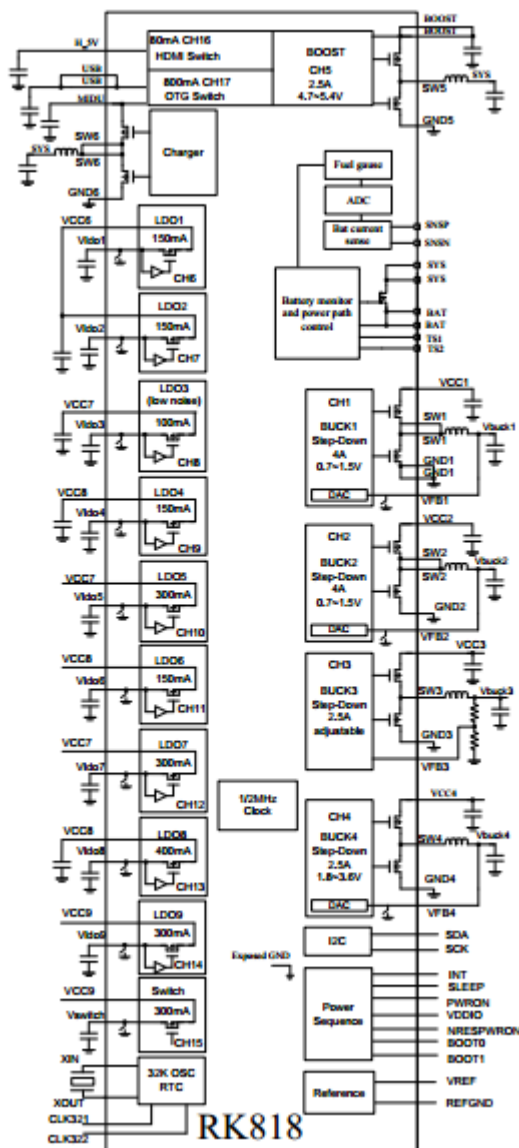 H_5V
80mA CH16
HDMI Switch
USB
USB
800mA CH17
OTG Switch
MIDU
BOOST
CH5
2.5A
4.7~5.4V
BOOST
BOOST
SW5
SYS
GND5
SW6
SYS
SW6
GND6
Charger
Fuel gauge
ADC
Bat current
sense
SNSP
SNSN
Battery monitor
and power path
control
SYS
SYS
BAT
BAT
TS1
TS2
VCC6
LDO1
150mA
Vldo1
CH6
LDO2
150mA
Vldo2
CH7
VCC7
LDO3
(low noise)
100mA
Vldo3
CH8
VCC8
LDO4
150mA
Vldo4
CH9
VCC7
LDO5
300mA
Vldo5
CH10
VCC8
LDO6
150mA
Vldo6
CH11
VCC7
LDO7
300mA
Vldo7
CH12
VCC8
LDO8
400mA
Vldo8
CH13
VCC9
LDO9
300mA
Vldo9
CH14
VCC9
Switch
300mA
Vswitch
CH15
XIN
XOUT
32K OSC
RTC
CLK321
CLK322
CH1
BUCK1
Step-Down
4A
0.7~1.5V
DAC
VCC1
SW1
SW1
Vbuck1
GND1
GND1
VFB1
CH2
BUCK2
Step-Down
4A
0.7~1.5V
DAC
VCC2
SW2
SW2
Vbuck2
GND2
VFB2
CH3
BUCK3
Step-Down
2.5A
adjustable
VCC3
SW3
Vbuck3
GND3
VFB3
1/2MHz
Clock
CH4
BUCK4
Step-Down
2.5A
1.8~3.6V
DAC
VCC4
SW4
Vbuck4
GND4
VFB4
I2C
SDA
SCK
Exposed GND
Power
Sequence
INT
SLEEP
PWRON
VDDIO
NRESPWRON
BOOT0
BOOT1
Reference
VREF
REFGND
RK818